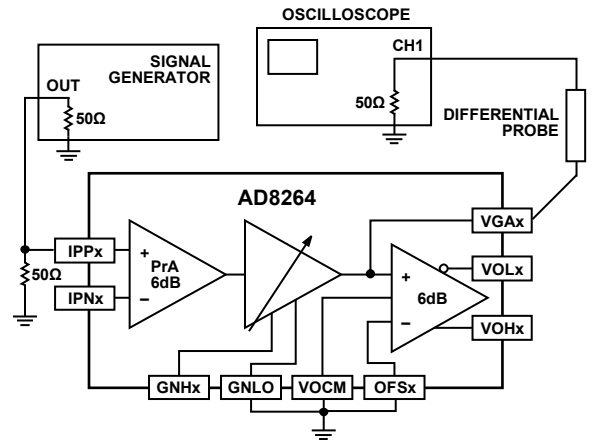 OSCILLOSCOPE
CH1
50Ω
SIGNAL
GENERATOR
OUT
50Ω
DIFFERENTIAL
PROBE
AD8264
VGAx
IPPx
+
PrA
6dB
–
50Ω
IPNx
+
6dB
–
VOLx
VOHx
GNHx
GNLO
VOCM
OFSx